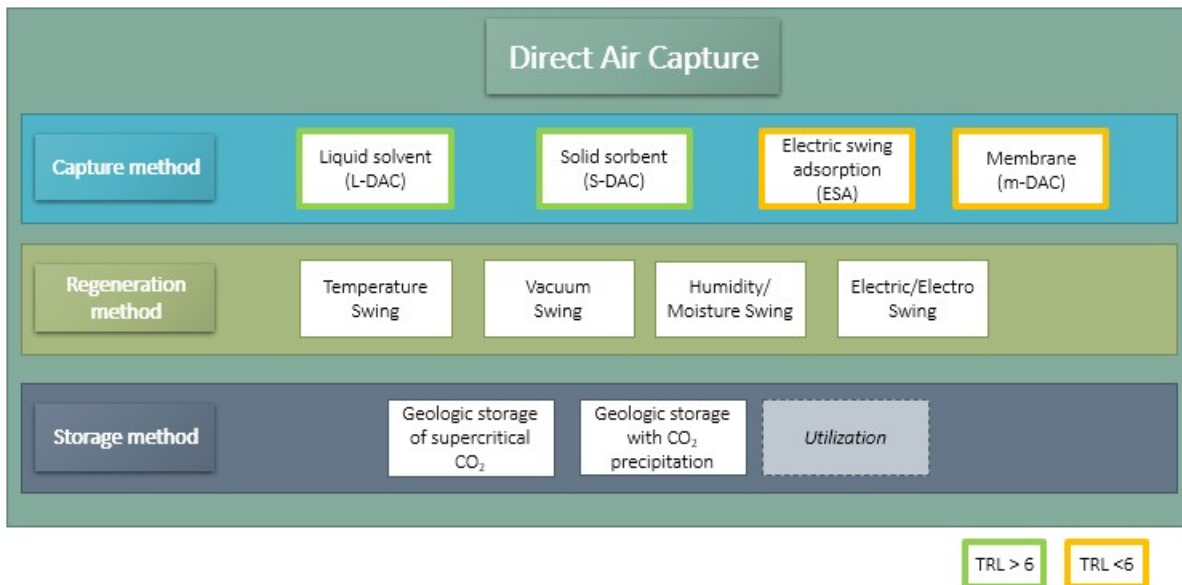 Direct Air Capture
Capture method
Liquid solvent
(L-DAC)
Solid sorbent
(S-DAC)
Electric swing
adsorption
(ESA)
Membrane
(m-DAC)
Regeneration
method
Temperature
Swing
Vacuum
Swing
Humidity/
Moisture Swing
Electric/Electro
Swing
Storage method
Geologic storage
of supercritical
CO₂
Geologic storage
with CO₂
precipitation
Utilization
TRL > 6
TRL <6